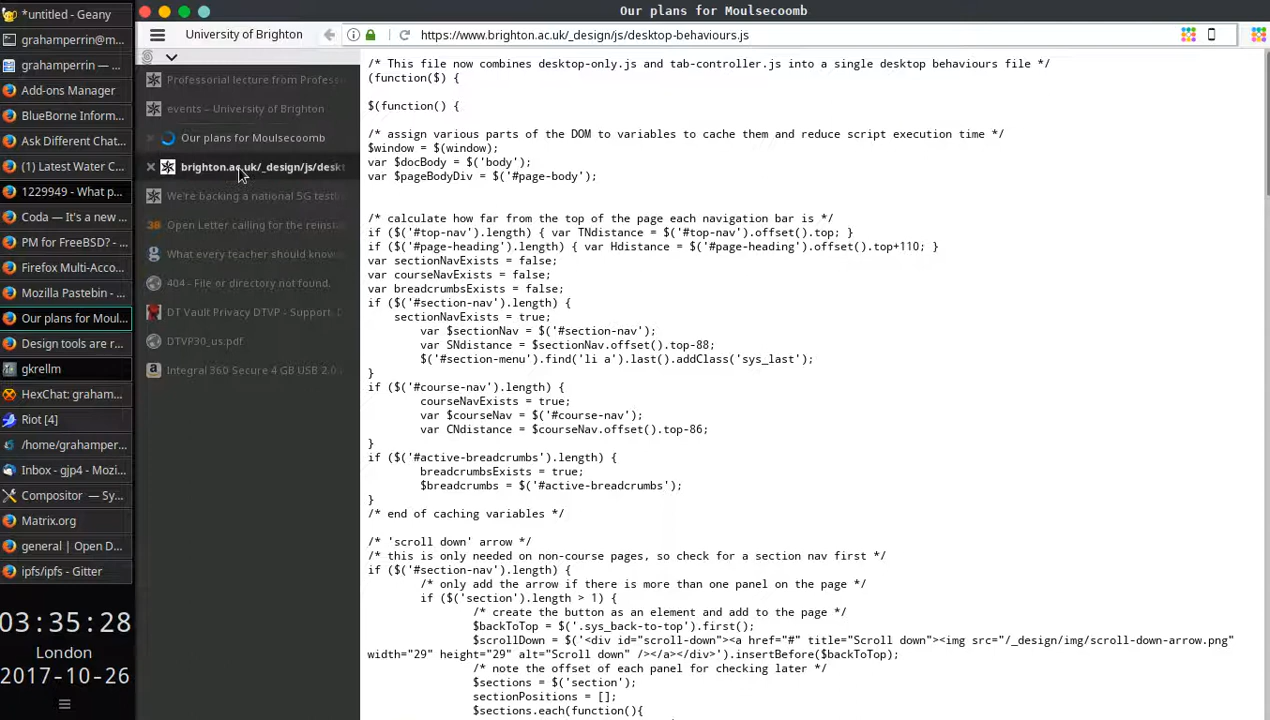 *untitled - Geany
grahamperrin@m...
grahamperrin — ...
Add-ons Manager
BlueBorne Inform...
Ask Different Chat...
(1) Latest Water C...
1229949 - What p...
Coda — It's a new ...
PM for FreeBSD? - ...
Firefox Multi-Acco...
Mozilla Pastebin - ...
Our plans for Moul...
Design tools are r...
gkrellm
HexChat: graham...
Riot [4]
/home/grahamper...
Inbox - gjp4 - Mozi...
Compositor — Sy...
Matrix.org
general | Open D...
ipfs/ipfs - Gitter
03:35:28
London
2017-10-26
Our plans for Moulsecoomb
University of Brighton
https://www.brighton.ac.uk/_design/js/desktop-behaviours.js
Professorial lecture from Profess
events – University of Brighton
Our plans for Moulsecoomb
brighton.ac.uk/_design/js/deskt
We're backing a national 5G test
Open Letter calling for the reinsta
What every teacher should know
404 - File or directory not found.
DT Vault Privacy DTVP - Support. D
DTVP30_us.pdf
Integral 360 Secure 4 GB USB 2.0
/* This file now combines desktop-only.js and tab-controller.js into a single desktop behaviours file */
(function($) {
$(function() {
/* assign various parts of the DOM to variables to cache them and reduce script execution time */
$window = $(window);
var $docBody = $('body');
var $pageBodyDiv = $('#page-body');
/* calculate how far from the top of the page each navigation bar is */
if ($('#top-nav').length) { var TNdistance = $('#top-nav').offset().top; }
if ($('#page-heading').length) { var Hdistance = $('#page-heading').offset().top+110; }
var sectionNavExists = false;
var courseNavExists = false;
var breadcrumbsExists = false;
if ($('#section-nav').length) {
sectionNavExists = true;
var $sectionNav = $('#section-nav');
var SNdistance = $sectionNav.offset().top-88;
$('#section-menu').find('li a').last().addClass('sys_last');
}
if ($('#course-nav').length) {
courseNavExists = true;
var $courseNav = $('#course-nav');
var CNdistance = $courseNav.offset().top-86;
}
if ($('#active-breadcrumbs').length) {
breadcrumbsExists = true;
$breadcrumbs = $('#active-breadcrumbs');
}
/* end of caching variables */
/* 'scroll down' arrow */
/* this is only needed on non-course pages, so check for a section nav first */
if ($('#section-nav').length) {
/* only add the arrow if there is more than one panel on the page */
if ($('section').length > 1) {
/* create the button as an element and add to the page */
$backToTop = $('.sys_back-to-top').first();
$scrollDown = $('<div id="scroll-down"><a href="#" title="Scroll down"><img src="/_design/img/scroll-down-arrow.png"
width="29" height="29" alt="Scroll down" /></a></div>').insertBefore($backToTop);
/* note the offset of each panel for checking later */
$sections = $('section');
sectionPositions = [];
$sections.each(function(){